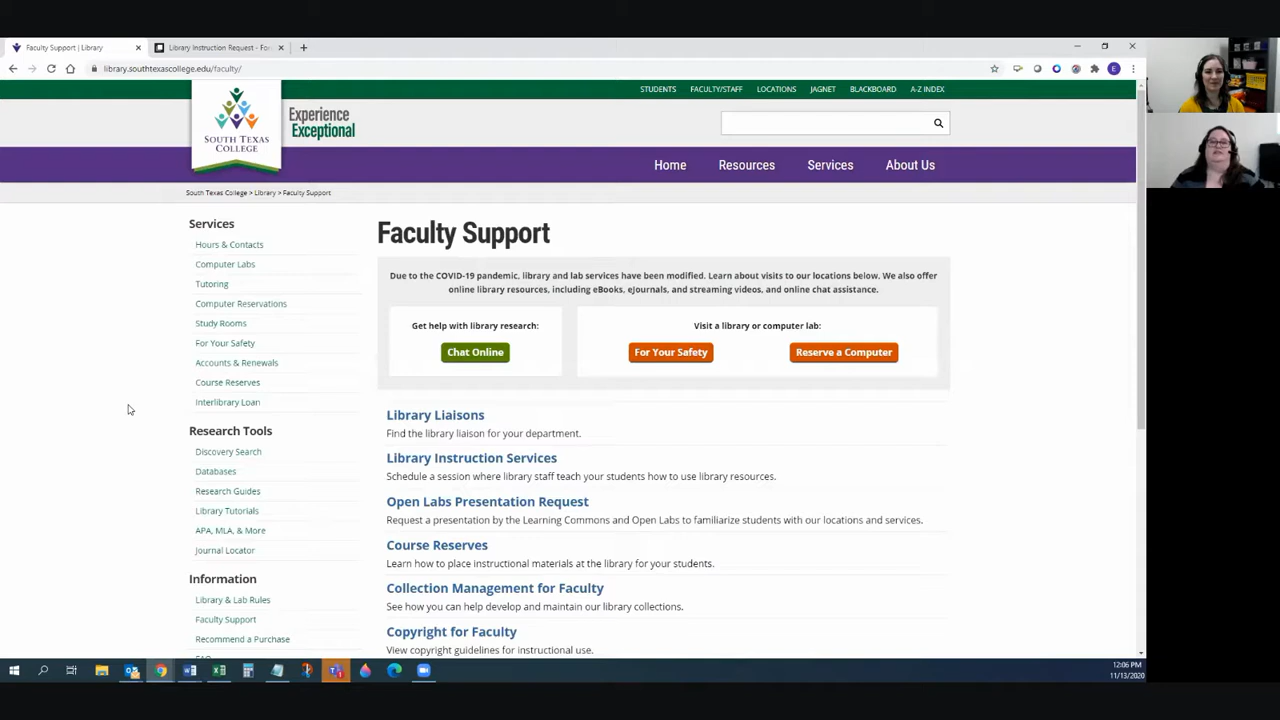 Faculty Support | Library
Library Instruction Request - For
library.southtexascollege.edu/faculty/
E
STUDENTS FACULTY/STAFF LOCATIONS JAGNET BLACKBOARD A-Z INDEX
SOUTH TEXAS
COLLEGE
Experience
Exceptional
Home Resources Services About Us
South Texas College > Library > Faculty Support
Services
Hours & Contacts
Computer Labs
Tutoring
Computer Reservations
Study Rooms
For Your Safety
Accounts & Renewals
Course Reserves
Interlibrary Loan
Research Tools
Discovery Search
Databases
Research Guides
Library Tutorials
APA, MLA, & More
Journal Locator
Information
Library & Lab Rules
Faculty Support
Recommend a Purchase
FAQ
Faculty Support
Due to the COVID-19 pandemic, library and lab services have been modified. Learn about visits to our locations below. We also offer
online library resources, including eBooks, eJournals, and streaming videos, and online chat assistance.
Get help with library research:
Chat Online
Visit a library or computer lab:
For Your Safety Reserve a Computer
Library Liaisons
Find the library liaison for your department.
Library Instruction Services
Schedule a session where library staff teach your students how to use library resources.
Open Labs Presentation Request
Request a presentation by the Learning Commons and Open Labs to familiarize students with our locations and services.
Course Reserves
Learn how to place instructional materials at the library for your students.
Collection Management for Faculty
See how you can help develop and maintain our library collections.
Copyright for Faculty
View copyright guidelines for instructional use.
12:06 PM
11/13/2020